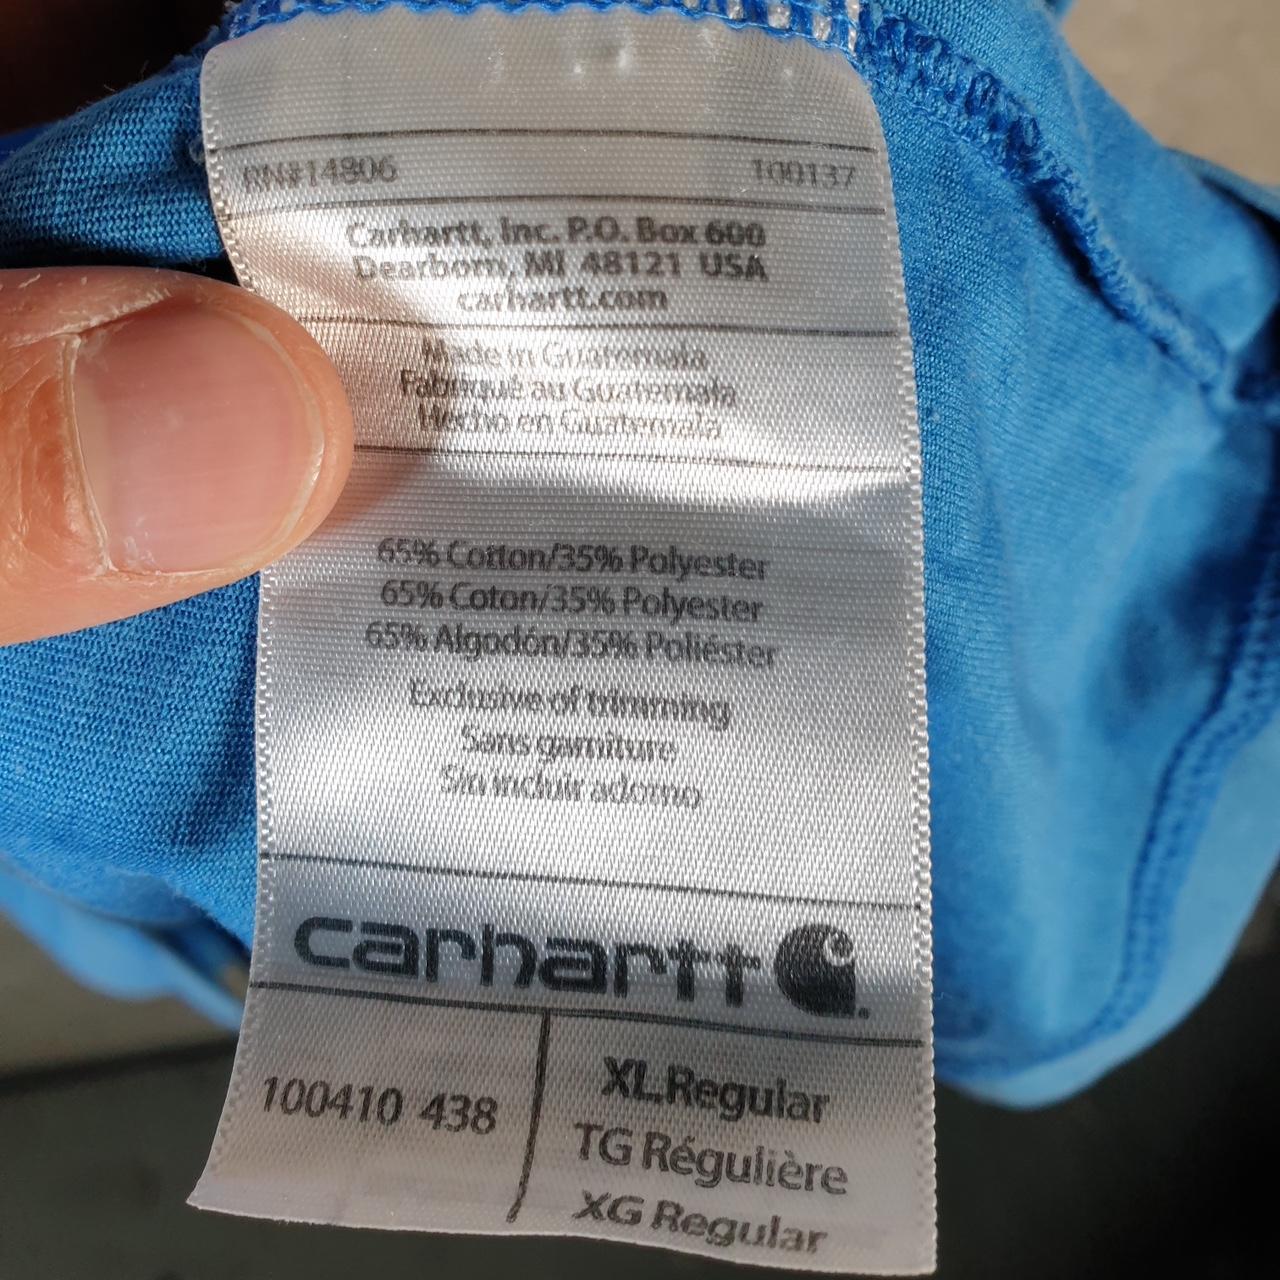 RN#14806 100137
Carhartt, Inc. P.O. Box 600
Dearborn, MI 48121 USA
carhartt.com
Made in Guatemala
Fabriqué au Guatemala
Hecho en Guatemala
65% Cotton/35% Polyester
65% Coton/35% Polyester
65% Algodón/35% Poliéster
Exclusive of trimming
Sans garniture
Sin incluir adorno
carhartt
100410 438
XL Regular
TG Régulière
XG Regular